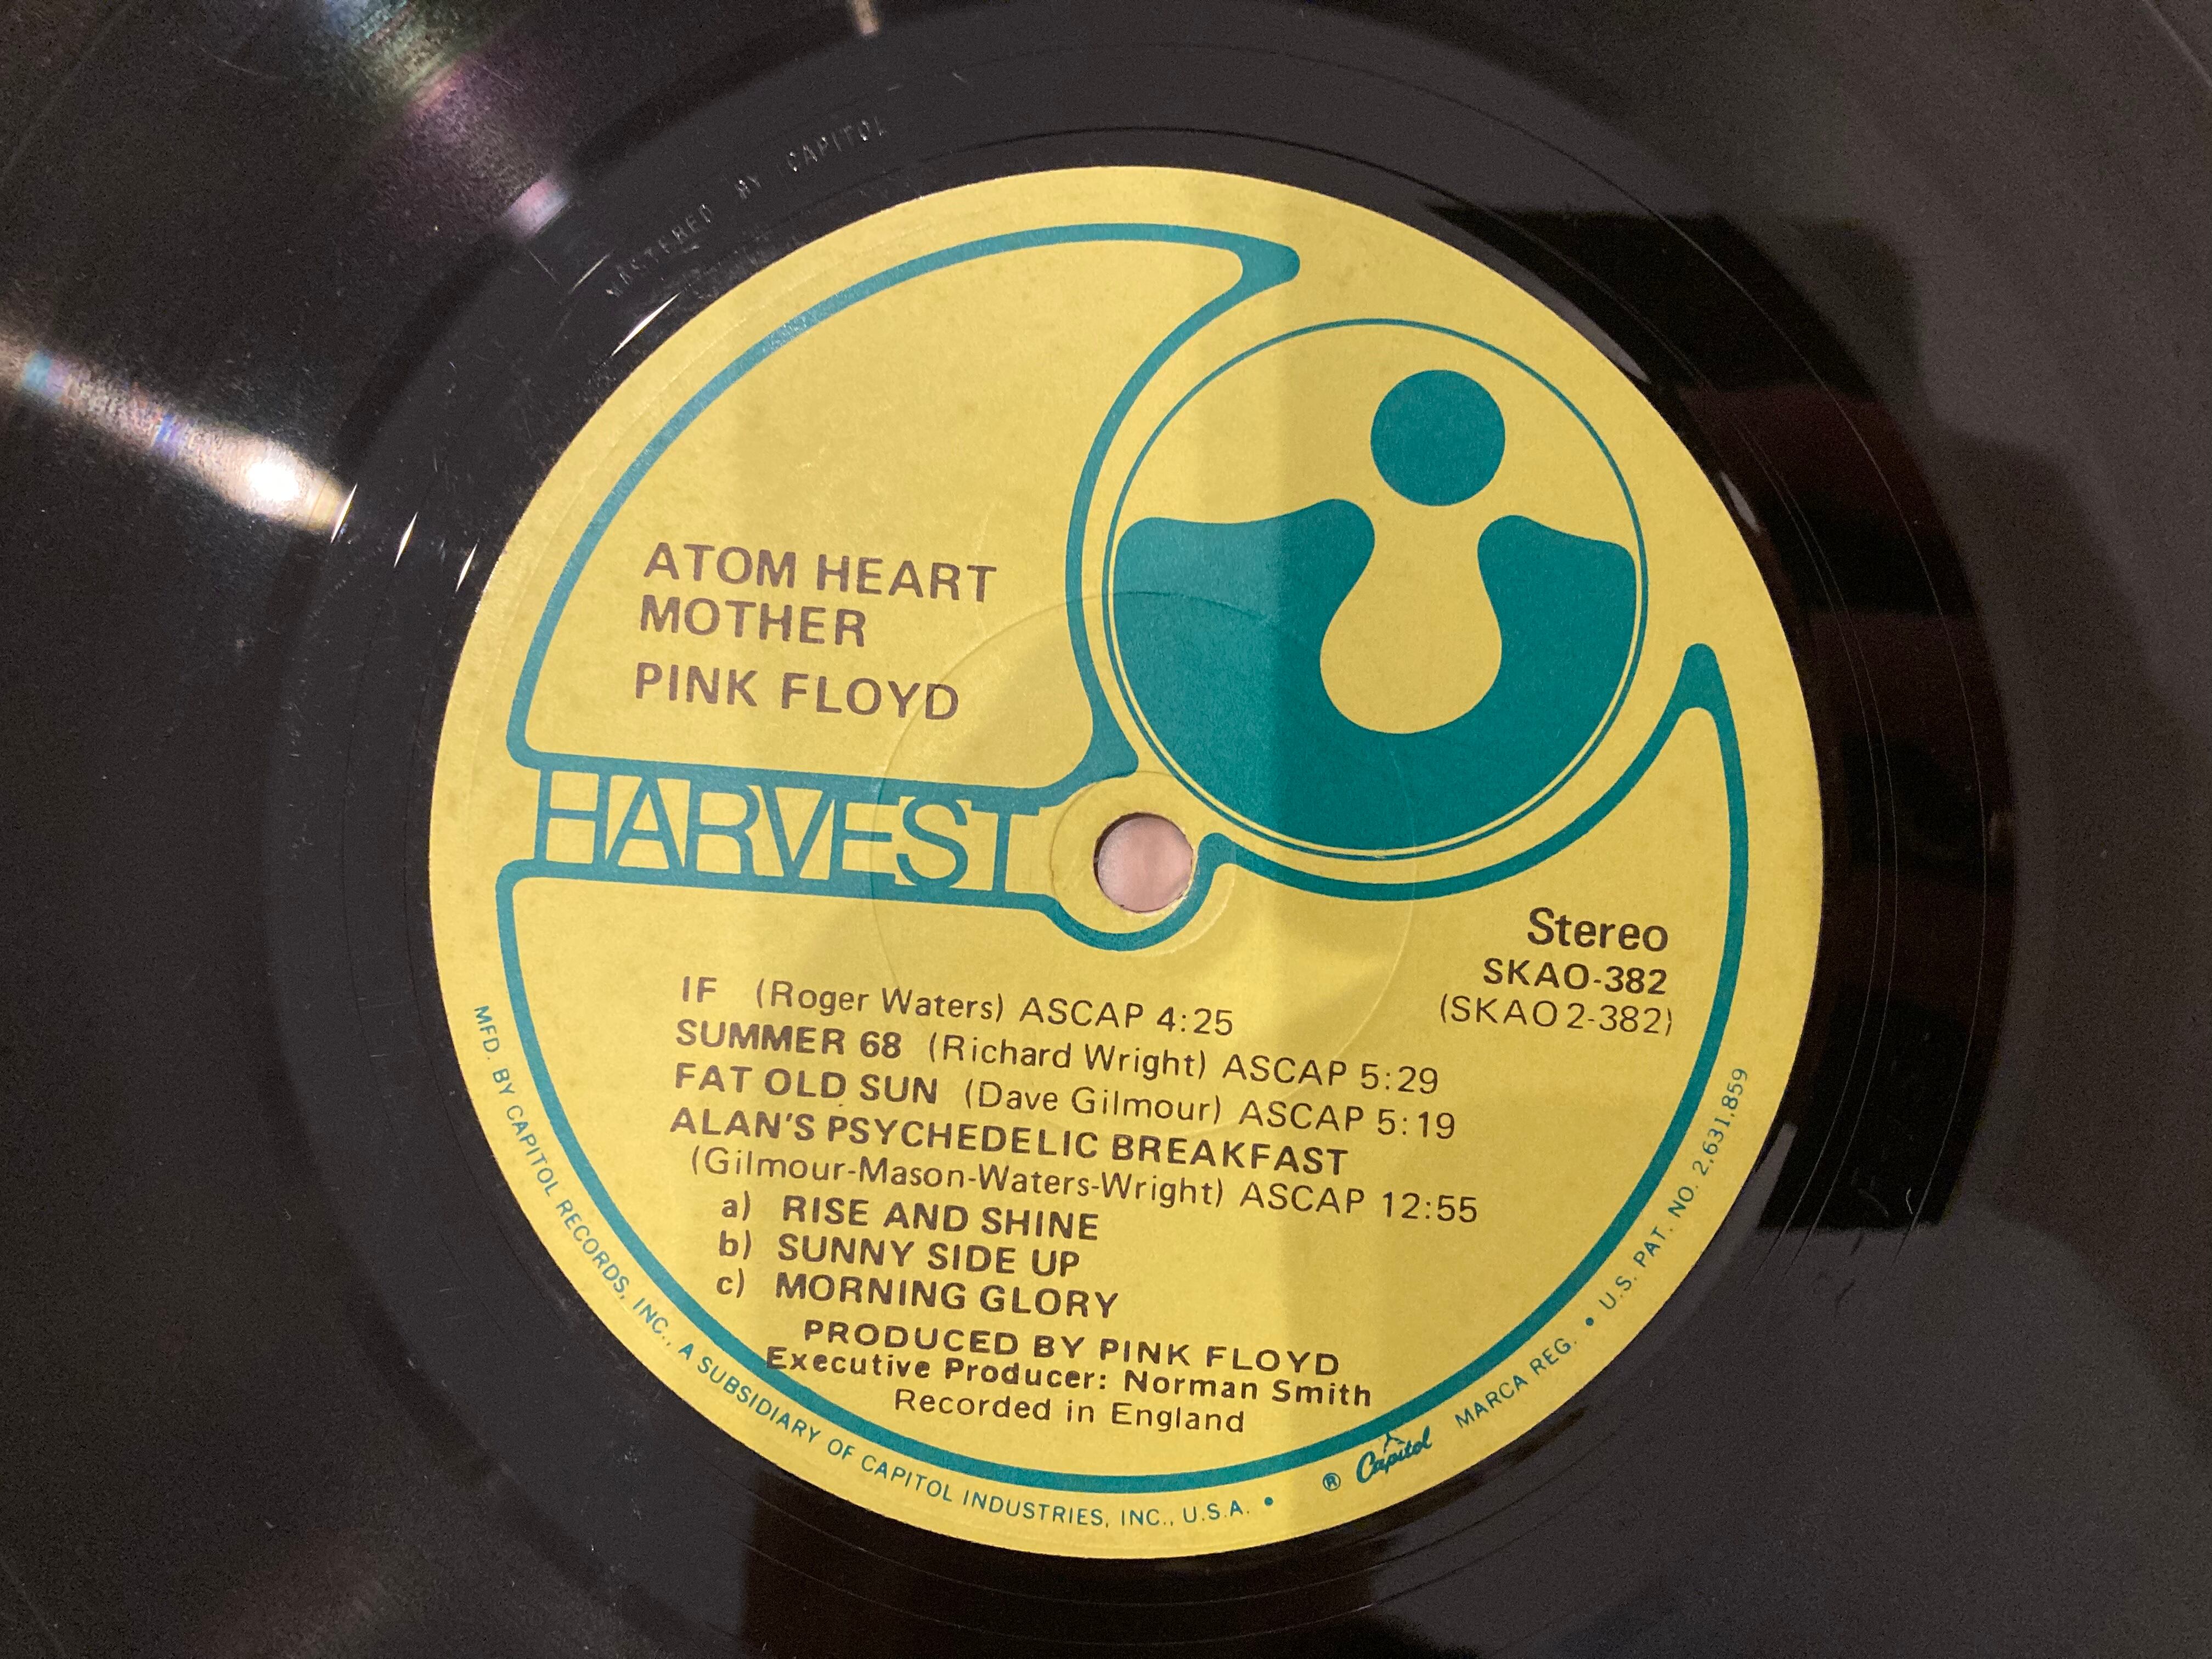 MASTERED BY CAPITOL
ATOM HEART
MOTHER
PINK FLOYD
HARVEST
Stereo
SKAO-382
(SKAO 2-382)
IF (Roger Waters) ASCAP 4:25
SUMMER 68 (Richard Wright) ASCAP 5:29
FAT OLD SUN (Dave Gilmour) ASCAP 5:19
ALAN'S PSYCHEDELIC BREAKFAST
(Gilmour-Mason-Waters-Wright) ASCAP 12:55
a) RISE AND SHINE
b) SUNNY SIDE UP
c) MORNING GLORY
PRODUCED BY PINK FLOYD
Executive Producer: Norman Smith
Recorded in England
MFD. BY CAPITOL RECORDS, INC., A SUBSIDIARY OF CAPITOL INDUSTRIES, INC., U.S.A. • ® Capitol MARCA REG. • U.S. PAT. NO. 2,631,859